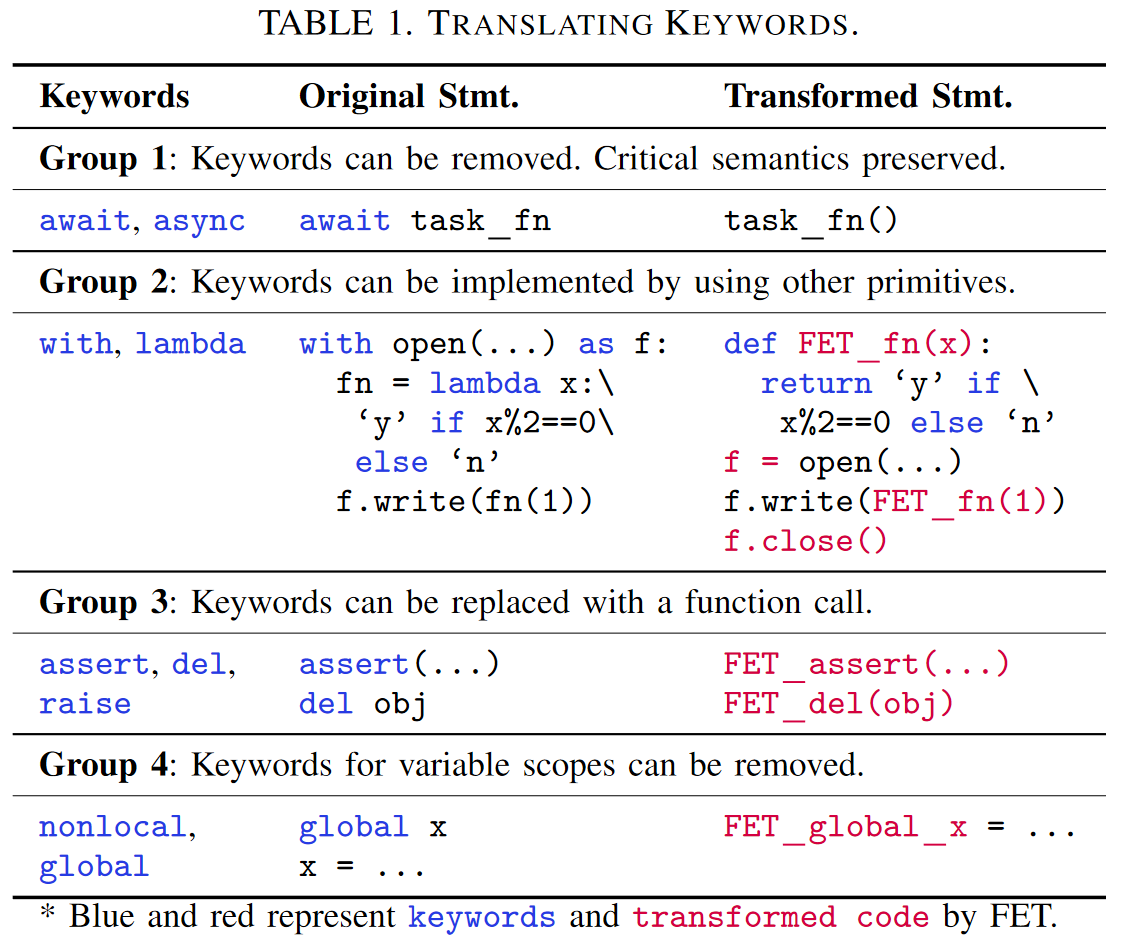 TABLE 1. TRANSLATING KEYWORDS.
Keywords Original Stmt. Transformed Stmt.
Group 1: Keywords can be removed. Critical semantics preserved.
await, async await task_fn task_fn()
Group 2: Keywords can be implemented by using other primitives.
with, lambda with open(...) as f: def FET_fn(x):
fn = lambda x:\ return ‘y’ if \
‘y’ if x%2==0\ x%2==0 else ‘n’
else ‘n’ f = open(...)
f.write(fn(1)) f.write(FET_fn(1))
f.close()
Group 3: Keywords can be replaced with a function call.
assert, del, assert(...) FET_assert(...)
raise del obj FET_del(obj)
Group 4: Keywords for variable scopes can be removed.
nonlocal, global x FET_global_x = ...
global x = ...
* Blue and red represent keywords and transformed code by FET.